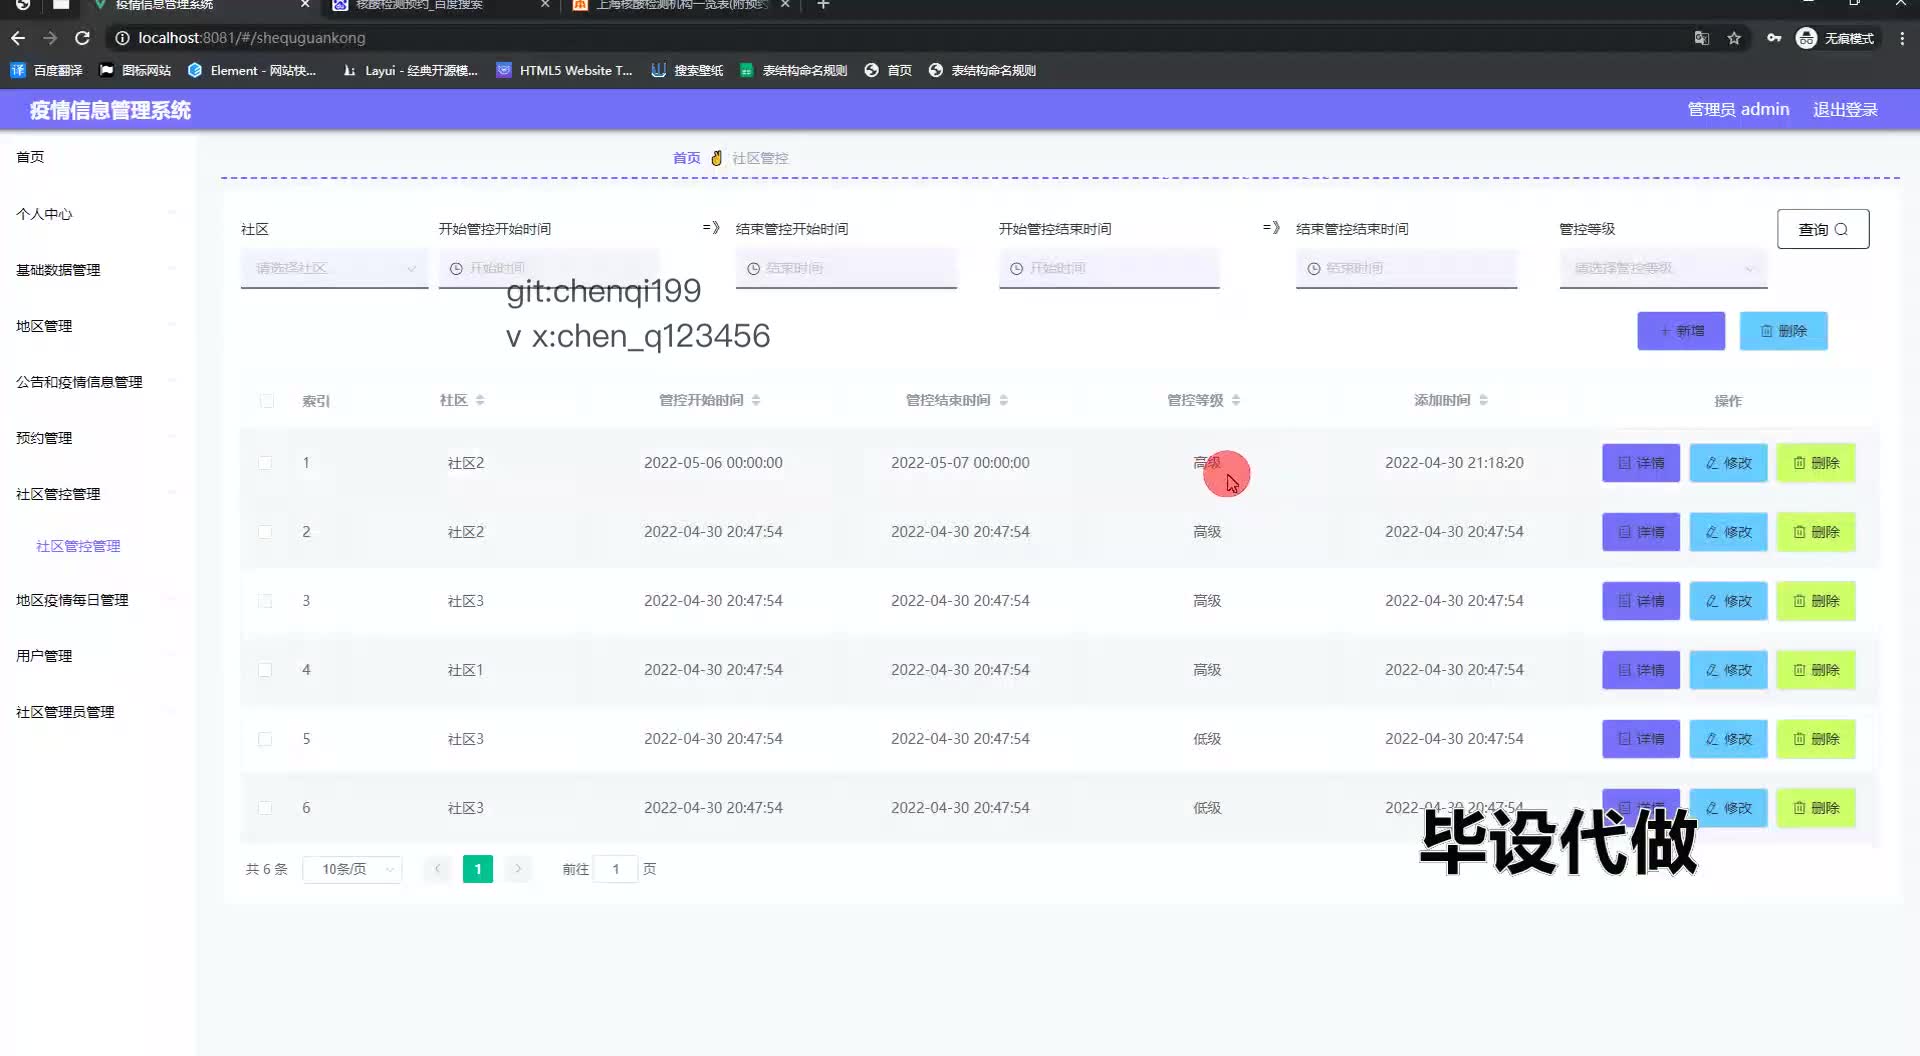 疫情信息管理系统
核酸检测预约_百度搜索
上海核酸检测机构一览表(附预约
localhost:8081/#/shequguankong
无痕模式
百度翻译
图标网站
Element - 网站快...
Layui - 经典开源模...
HTML5 Website T...
搜索壁纸
表结构命名规则
首页
表结构命名规则
疫情信息管理系统
管理员 admin
退出登录
首页
个人中心
基础数据管理
地区管理
公告和疫情信息管理
预约管理
社区管控管理
社区管控管理
地区疫情每日管理
用户管理
社区管理员管理
首页 社区管控
社区 开始管控开始时间 =》 结束管控开始时间 开始管控结束时间 =》 结束管控结束时间 管控等级 查询
请选择社区 开始时间 结束时间 开始时间 结束时间 请选择管控等级
git:chenqi199
v x:chen_q123456
+ 新增 删除
索引 社区 管控开始时间 管控结束时间 管控等级 添加时间 操作
1 社区2 2022-05-06 00:00:00 2022-05-07 00:00:00 高级 2022-04-30 21:18:20 详情 修改 删除
2 社区2 2022-04-30 20:47:54 2022-04-30 20:47:54 高级 2022-04-30 20:47:54 详情 修改 删除
3 社区3 2022-04-30 20:47:54 2022-04-30 20:47:54 高级 2022-04-30 20:47:54 详情 修改 删除
4 社区1 2022-04-30 20:47:54 2022-04-30 20:47:54 高级 2022-04-30 20:47:54 详情 修改 删除
5 社区3 2022-04-30 20:47:54 2022-04-30 20:47:54 低级 2022-04-30 20:47:54 详情 修改 删除
6 社区3 2022-04-30 20:47:54 2022-04-30 20:47:54 低级 2022-04-30 20:47:54 详情 修改 删除
毕设代做
共 6 条 10条/页 1 前往 1 页